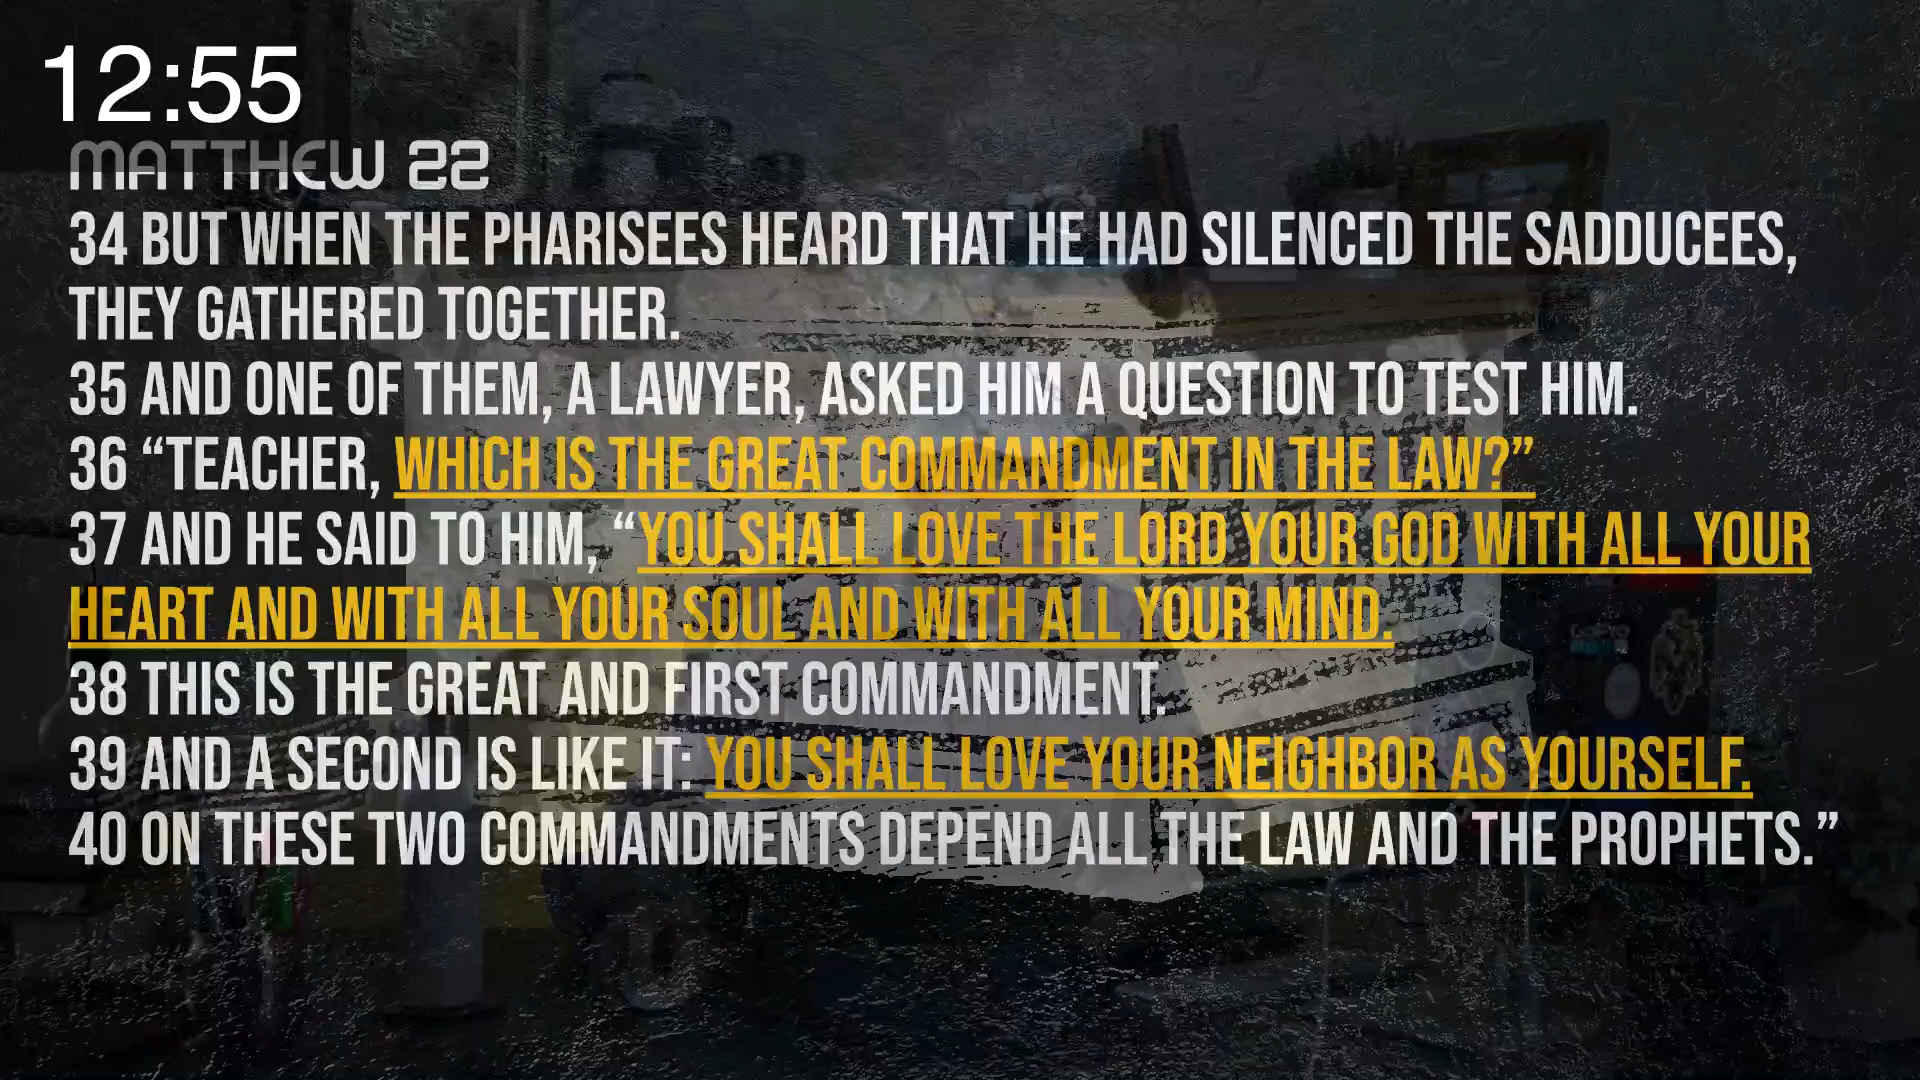 12:55
MATTHEW 22
34 BUT WHEN THE PHARISEES HEARD THAT HE HAD SILENCED THE SADDUCEES,
THEY GATHERED TOGETHER.
35 AND ONE OF THEM, A LAWYER, ASKED HIM A QUESTION TO TEST HIM.
36 “TEACHER, WHICH IS THE GREAT COMMANDMENT IN THE LAW?”
37 AND HE SAID TO HIM, “YOU SHALL LOVE THE LORD YOUR GOD WITH ALL YOUR
HEART AND WITH ALL YOUR SOUL AND WITH ALL YOUR MIND.
38 THIS IS THE GREAT AND FIRST COMMANDMENT.
39 AND A SECOND IS LIKE IT: YOU SHALL LOVE YOUR NEIGHBOR AS YOURSELF.
40 ON THESE TWO COMMANDMENTS DEPEND ALL THE LAW AND THE PROPHETS.”